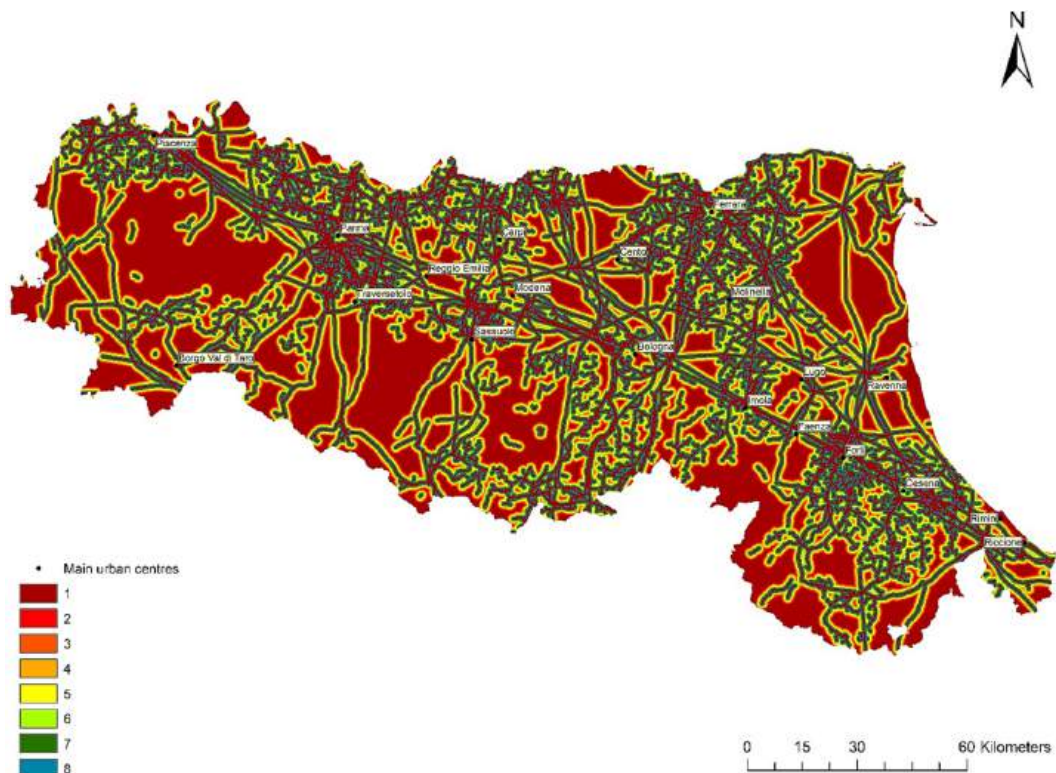 N
Piacenza
Parma
Carpi
Ferrara
Cento
Reggio Emilia
Modena
Molinella
Traversetolo
Sassuolo
Bologna
Borgo Val di Taro
Lugo
Ravenna
Imola
Faenza
Forlì
Cesena
Rimini
Riccione
Main urban centres
1
2
3
4
5
6
7
8
0 15 30 60 Kilometers